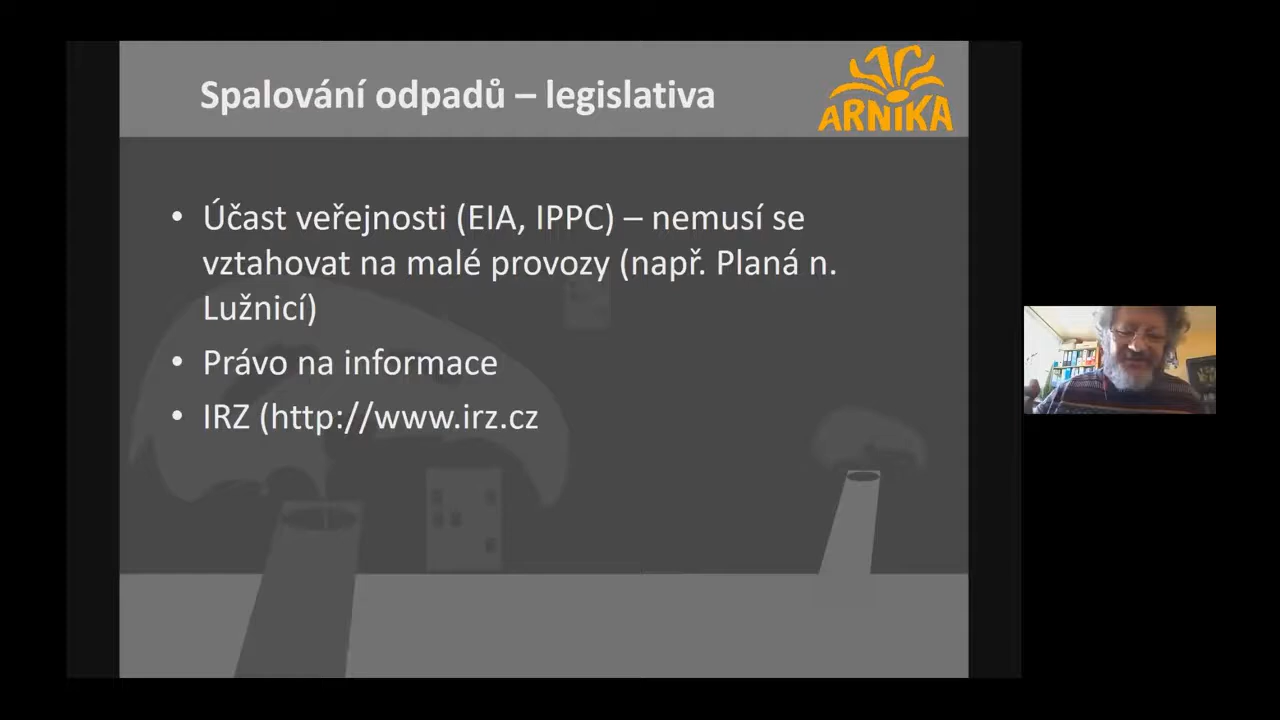 Spalování odpadů – legislativa
ARNIKA
• Účast veřejnosti (EIA, IPPC) – nemusí se
vztahovat na malé provozy (např. Planá n.
Lužnicí)
• Právo na informace
• IRZ (http://www.irz.cz